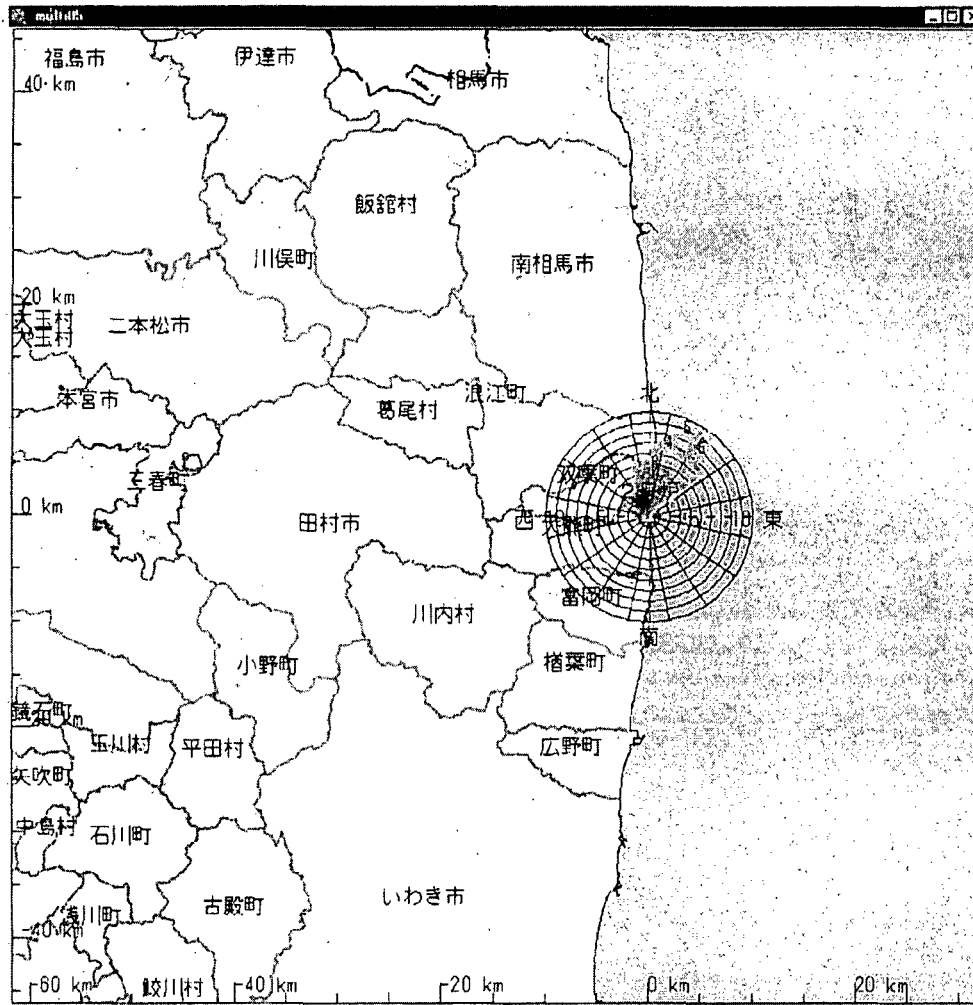 福島市
伊達市
相馬市
40 km
飯舘村
川俣町
南相馬市
20 km
大玉村
二本松市
大玉村
本宮市
葛尾村
浪江町
北
三春町
双葉町
0 km
田村市
西
東
富岡町
川内村
南
小野町
楢葉町
鏡石町
玉川村
平田村
広野町
矢吹町
中島村
石川町
浅川町
古殿町
いわき市
-40 km
鮫川村
-60 km
-40 km
-20 km
0 km
20 km